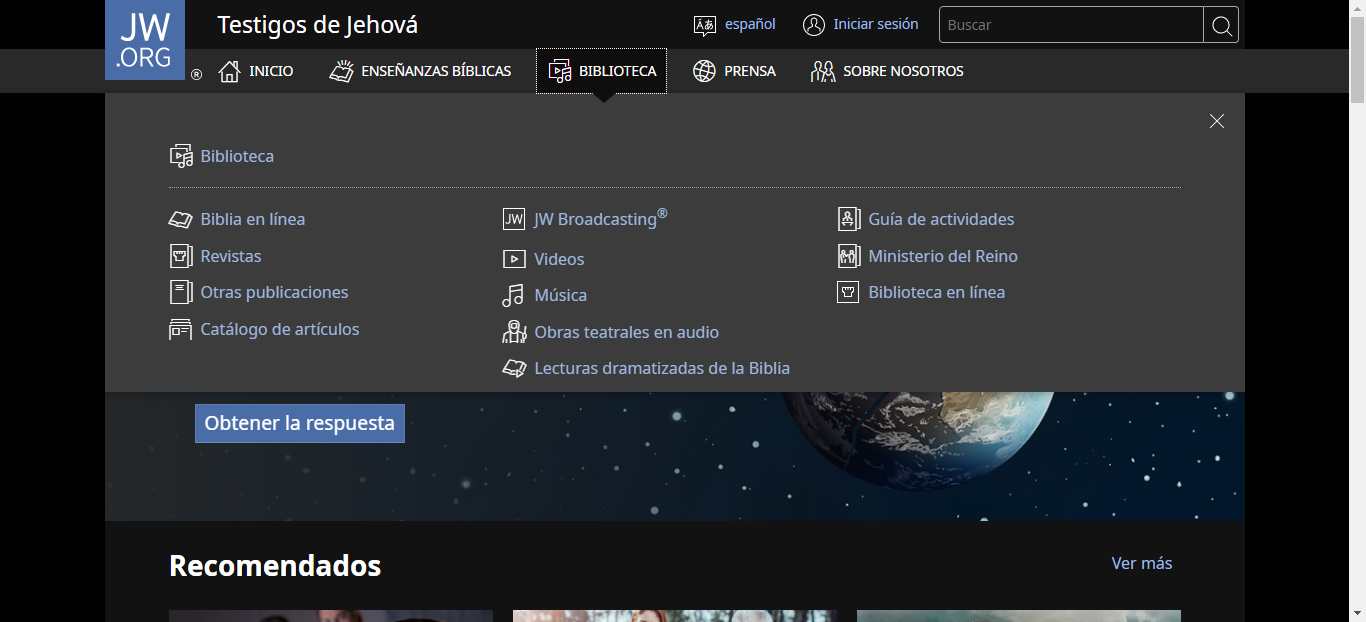 JW
.ORG
®
Testigos de Jehová
español
Iniciar sesión
Buscar
INICIO
ENSEÑANZAS BÍBLICAS
BIBLIOTECA
PRENSA
SOBRE NOSOTROS
Biblioteca
Biblia en línea
Revistas
Otras publicaciones
Catálogo de artículos
JW
JW Broadcasting®
Videos
Música
Obras teatrales en audio
Lecturas dramatizadas de la Biblia
Guía de actividades
Ministerio del Reino
Biblioteca en línea
Obtener la respuesta
Recomendados
Ver más